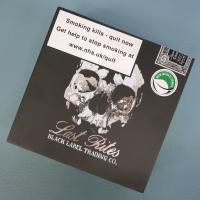 Smoking kills - quit now
Get help to stop smoking at
www.nhs.uk/quit
Last Rites
BLACK LABEL TRADING CO.